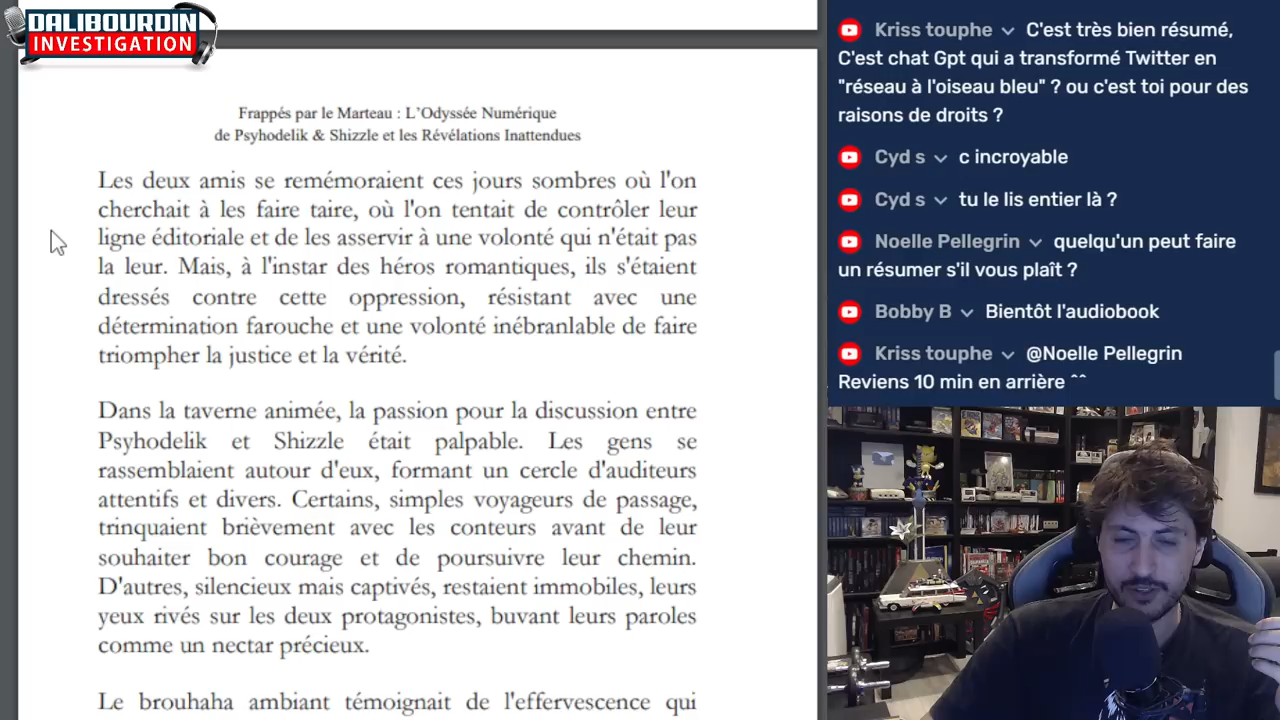 DALIBOURDIN
INVESTIGATION
Frappés par le Marteau : L'Odyssée Numérique
de Psyhodelik & Shizzle et les Révélations Inattendues
Les deux amis se remémoraient ces jours sombres où l'on
cherchait à les faire taire, où l'on tentait de contrôler leur
ligne éditoriale et de les asservir à une volonté qui n'était pas
la leur. Mais, à l'instar des héros romantiques, ils s'étaient
dressés contre cette oppression, résistant avec une
détermination farouche et une volonté inébranlable de faire
triompher la justice et la vérité.
Dans la taverne animée, la passion pour la discussion entre
Psyhodelik et Shizzle était palpable. Les gens se
rassemblaient autour d'eux, formant un cercle d'auditeurs
attentifs et divers. Certains, simples voyageurs de passage,
trinquaient brièvement avec les conteurs avant de leur
souhaiter bon courage et de poursuivre leur chemin.
D'autres, silencieux mais captivés, restaient immobiles, leurs
yeux rivés sur les deux protagonistes, buvant leurs paroles
comme un nectar précieux.
Le brouhaha ambiant témoignait de l'effervescence qui
Kriss touphe C'est très bien résumé,
C'est chat Gpt qui a transformé Twitter en
"réseau à l'oiseau bleu" ? ou c'est toi pour des
raisons de droits ?
Cyd s c incroyable
Cyd s tu le lis entier là ?
Noelle Pellegrin quelqu'un peut faire
un résumer s'il vous plaît ?
Bobby B Bientôt l'audiobook
Kriss touphe @Noelle Pellegrin
Reviens 10 min en arrière ^^